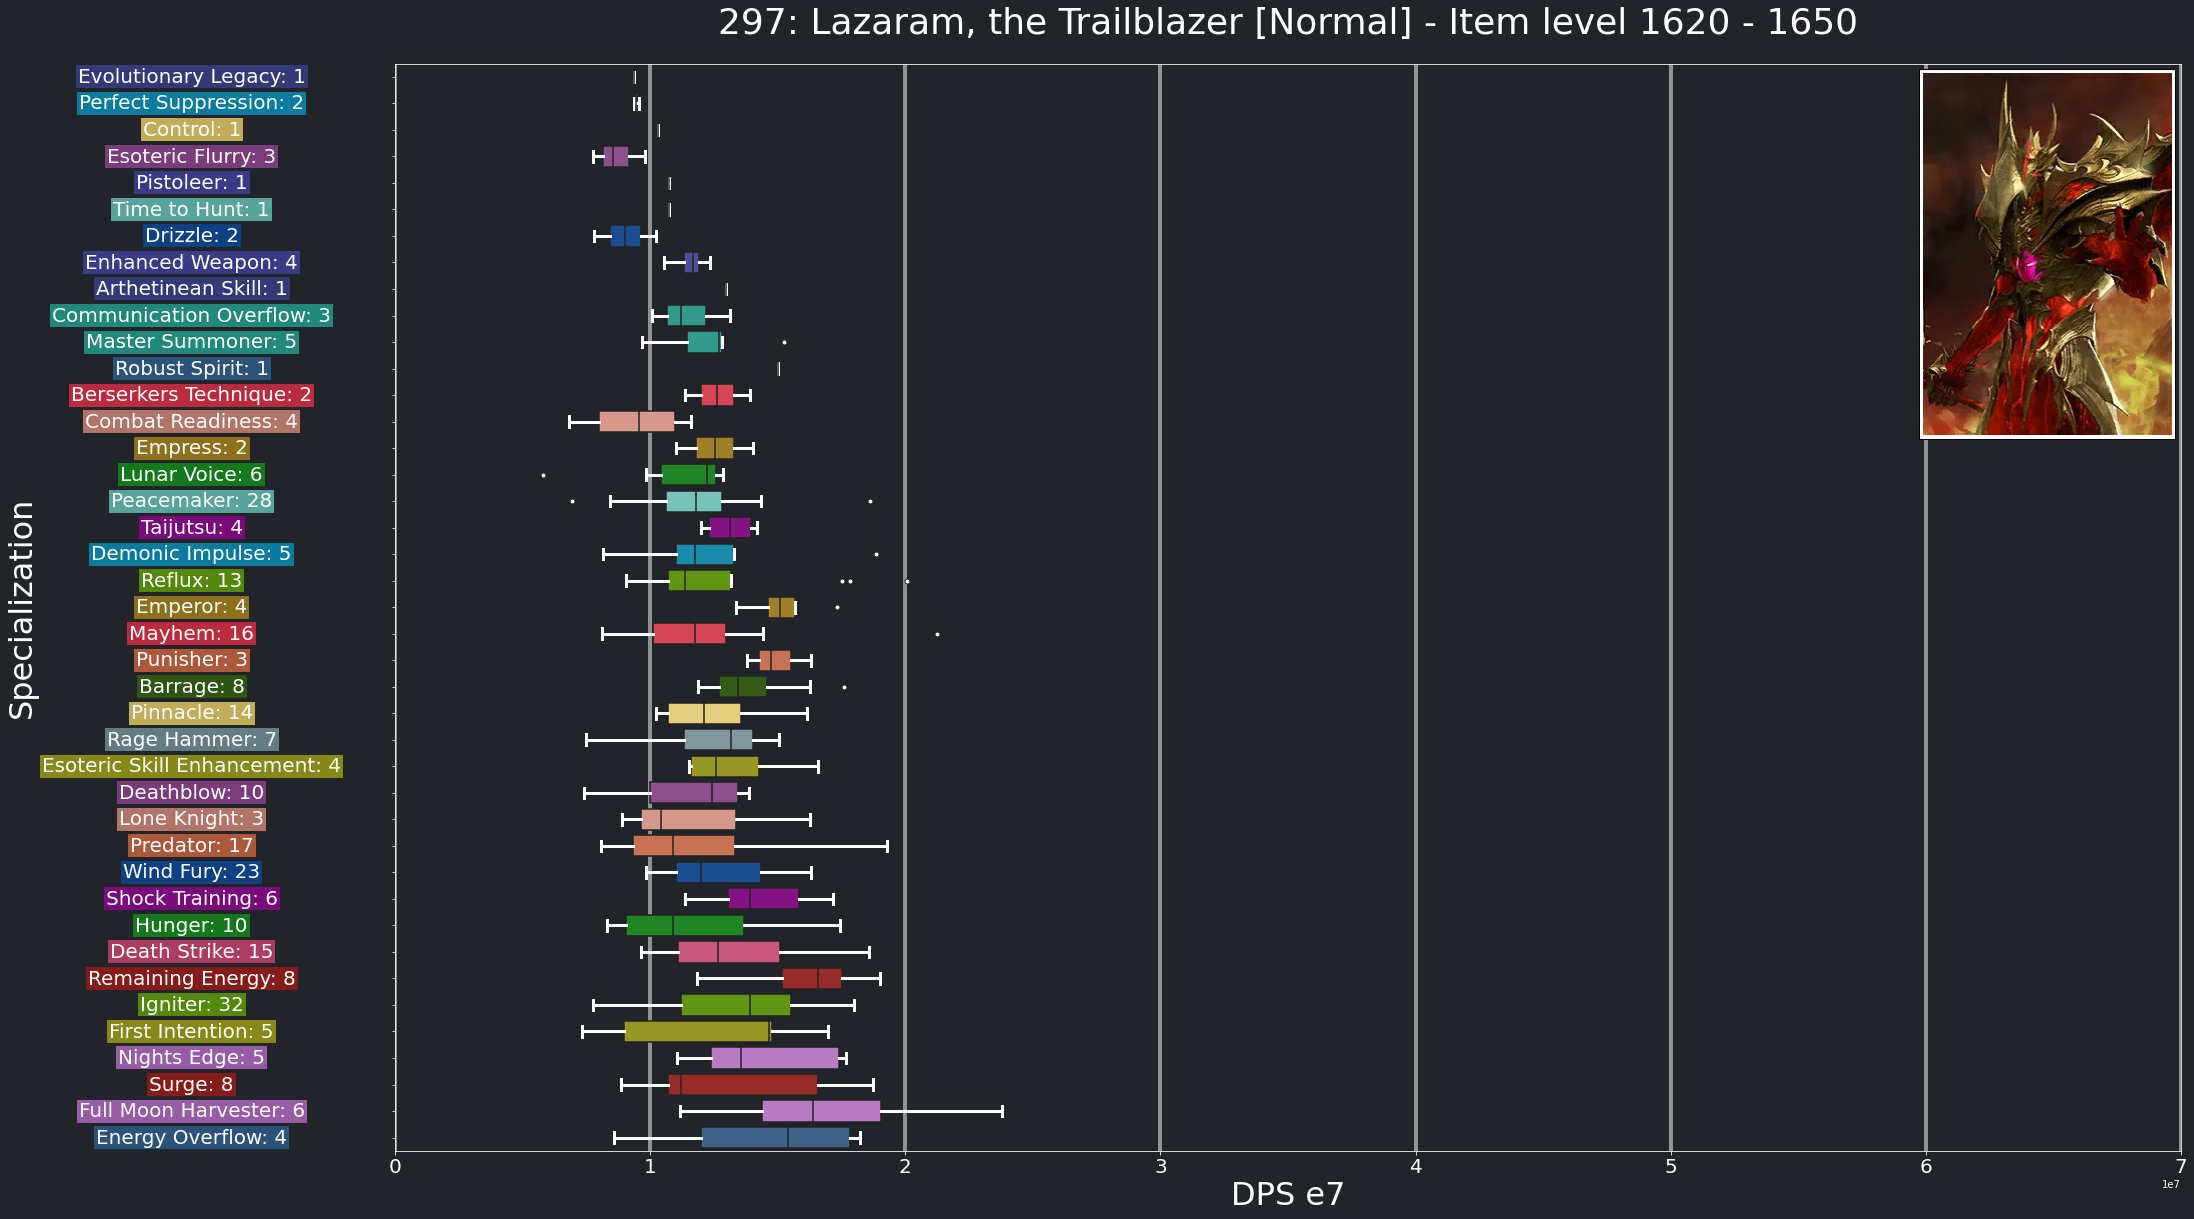 297: Lazaram, the Trailblazer [Normal] - Item level 1620 - 1650
Evolutionary Legacy: 1
Perfect Suppression: 2
Control: 1
Esoteric Flurry: 3
Pistoleer: 1
Time to Hunt: 1
Drizzle: 2
Enhanced Weapon: 4
Arthetinean Skill: 1
Communication Overflow: 3
Master Summoner: 5
Robust Spirit: 1
Berserkers Technique: 2
Combat Readiness: 4
Empress: 2
Lunar Voice: 6
Peacemaker: 28
Taijutsu: 4
Demonic Impulse: 5
Reflux: 13
Emperor: 4
Mayhem: 16
Punisher: 3
Barrage: 8
Pinnacle: 14
Rage Hammer: 7
Esoteric Skill Enhancement: 4
Deathblow: 10
Lone Knight: 3
Predator: 17
Wind Fury: 23
Shock Training: 6
Hunger: 10
Death Strike: 15
Remaining Energy: 8
Igniter: 32
First Intention: 5
Nights Edge: 5
Surge: 8
Full Moon Harvester: 6
Energy Overflow: 4
Specialization
0 1 2 3 4 5 6 7
1e7
DPS e7